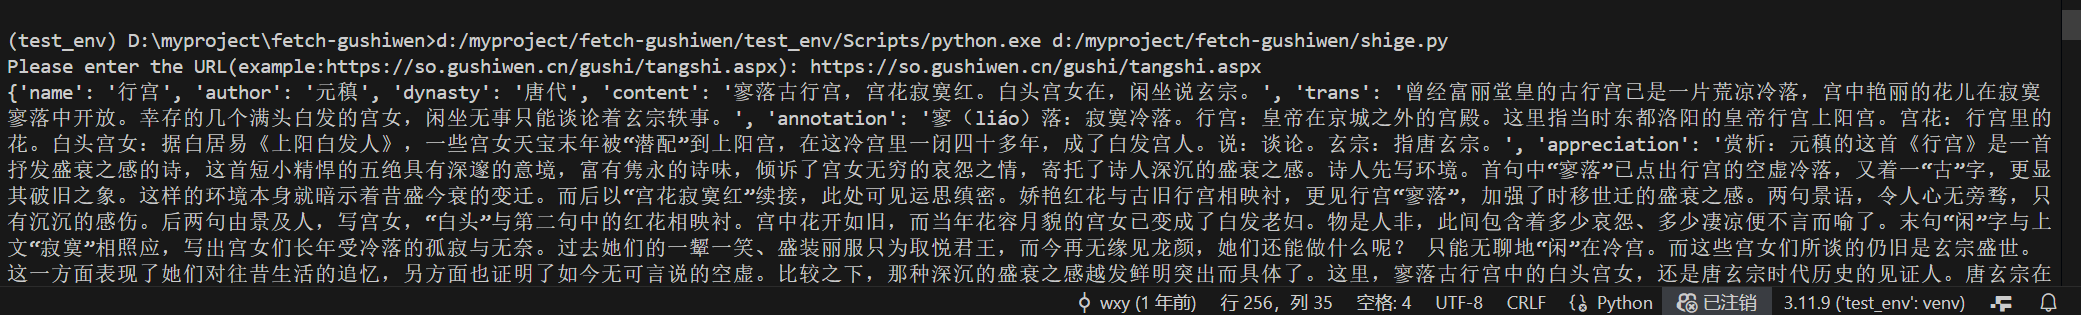 (test_env) D:\myproject\fetch-gushiwen>d:/myproject/fetch-gushiwen/test_env/Scripts/python.exe d:/myproject/fetch-gushiwen/shige.py
Please enter the URL(example:https://so.gushiwen.cn/gushi/tangshi.aspx): https://so.gushiwen.cn/gushi/tangshi.aspx
{'name': '行宫', 'author': '元稹', 'dynasty': '唐代', 'content': '寥落古行宫，宫花寂寞红。白头宫女在，闲坐说玄宗。', 'trans': '曾经富丽堂皇的古行宫已是一片荒凉冷落，宫中艳丽的花儿在寂寞
寥落中开放。幸存的几个满头白发的宫女，闲坐无事只能谈论着玄宗轶事。', 'annotation': '寥（liáo）落：寂寞冷落。行宫：皇帝在京城之外的宫殿。这里指当时东都洛阳的皇帝行宫上阳宫。宫花：行宫里的
花。白头宫女：据白居易《上阳白发人》，一些宫女天宝末年被“潜配”到上阳宫，在这冷宫里一闭四十多年，成了白发宫人。说：谈论。玄宗：指唐玄宗。', 'appreciation': '赏析：元稹的这首《行宫》是一首
抒发盛衰之感的诗，这首短小精悍的五绝具有深邃的意境，富有隽永的诗味，倾诉了宫女无穷的哀怨之情，寄托了诗人深沉的盛衰之感。诗人先写环境。首句中“寥落”已点出行宫的空虚冷落，又着一“古”字，更显
其破旧之象。这样的环境本身就暗示着昔盛今衰的变迁。而后以“宫花寂寞红”续接，此处可见运思缜密。娇艳红花与古旧行宫相映衬，更见行宫“寥落”，加强了时移世迁的盛衰之感。两句景语，令人心无旁骛，只
有沉沉的感伤。后两句由景及人，写宫女，“白头”与第二句中的红花相映衬。宫中花开如旧，而当年花容月貌的宫女已变成了白发老妇。物是人非，此间包含着多少哀怨、多少凄凉便不言而喻了。末句“闲”字与上
文“寂寞”相照应，写出宫女们长年受冷落的孤寂与无奈。过去她们的一颦一笑、盛装丽服只为取悦君王，而今再无缘见龙颜，她们还能做什么呢？ 只能无聊地“闲”在冷宫。而这些宫女们所谈的仍旧是玄宗盛世。
这一方面表现了她们对往昔生活的追忆，另方面也证明了如今无可言说的空虚。比较之下，那种深沉的盛衰之感越发鲜明突出而具体了。这里，寥落古行宫中的白头宫女，还是唐玄宗时代历史的见证人。唐玄宗在
wxy (1 年前) 行 256，列 35 空格: 4 UTF-8 CRLF Python 已注销 3.11.9 ('test_env': venv)